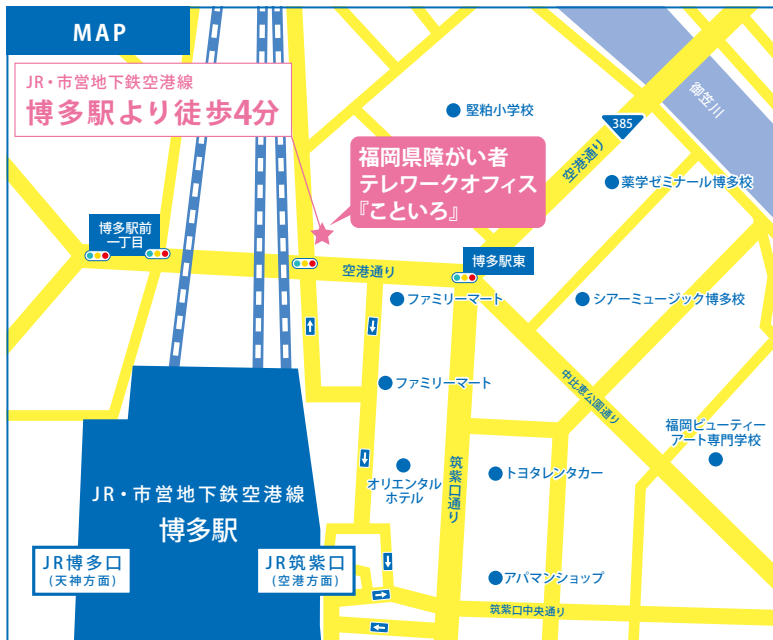 MAP
JR・市営地下鉄空港線
博多駅より徒歩4分
堅粕小学校
御笠川
385
空港通り
福岡県障がい者
テレワークオフィス
『こといろ』
薬学ゼミナール博多校
博多駅前
一丁目
空港通り
博多駅東
ファミリーマート
シアーミュージック博多校
ファミリーマート
中比恵公園通り
福岡ビューティー
アート専門学校
オリエンタル
ホテル
筑紫口通り
トヨタレンタカー
JR・市営地下鉄空港線
博多駅
JR博多口
(天神方面)
JR筑紫口
(空港方面)
アパマンショップ
筑紫口中央通り